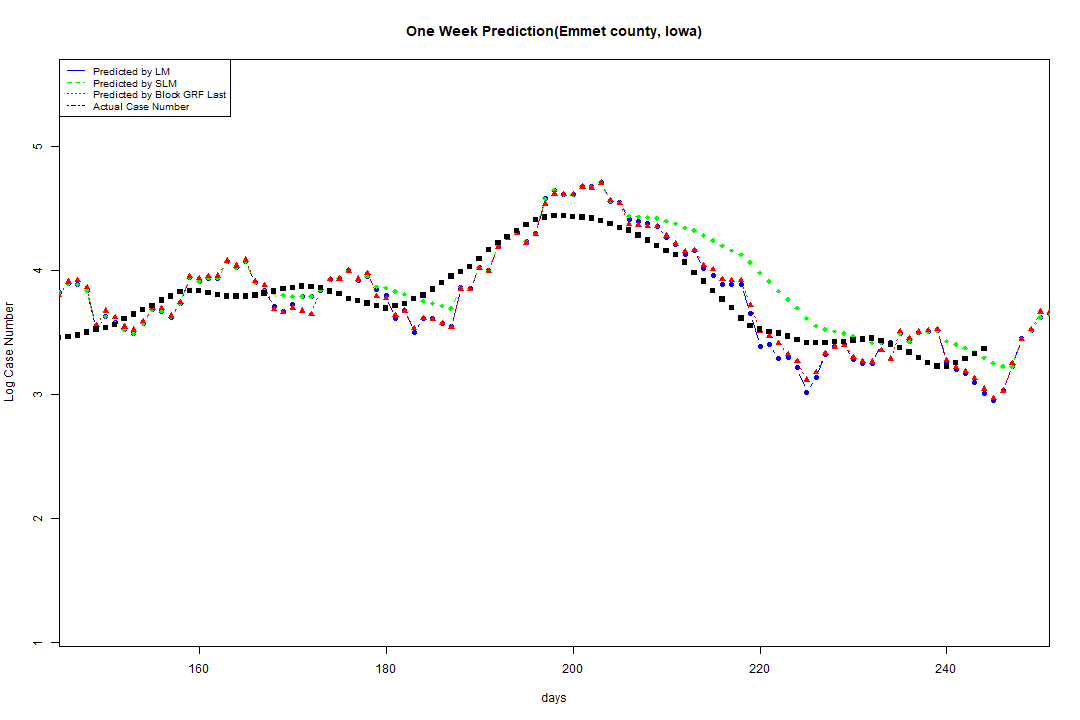 One Week Prediction(Emmet county, Iowa)
Predicted by LM
Predicted by SLM
Predicted by Block GRF Last
Actual Case Number
5
4
3
2
1
Log Case Number
160 180 200 220 240
days